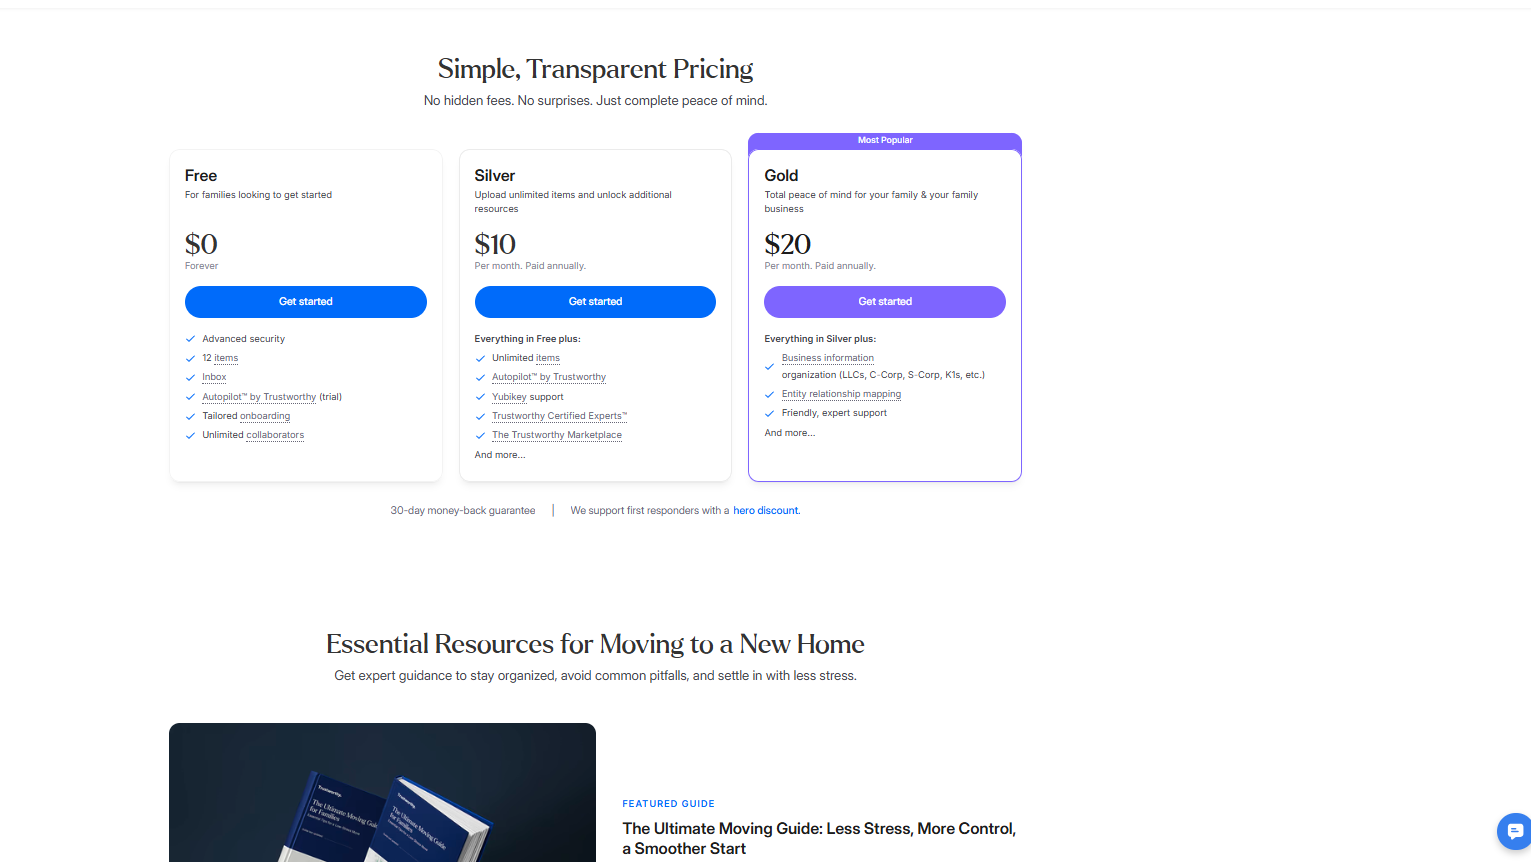 Simple, Transparent Pricing
No hidden fees. No surprises. Just complete peace of mind.
Free
For families looking to get started
$0
Forever
Get started
Advanced security
12 items
Inbox
Autopilot™ by Trustworthy (trial)
Tailored onboarding
Unlimited collaborators
Silver
Upload unlimited items and unlock additional
resources
$10
Per month. Paid annually.
Get started
Everything in Free plus:
Unlimited items
Autopilot™ by Trustworthy
Yubikey support
Trustworthy Certified Experts™
The Trustworthy Marketplace
And more...
Most Popular
Gold
Total peace of mind for your family & your family
business
$20
Per month. Paid annually.
Get started
Everything in Silver plus:
Business information
organization (LLCs, C-Corp, S-Corp, K1s, etc.)
Entity relationship mapping
Friendly, expert support
And more...
30-day money-back guarantee | We support first responders with a hero discount.
Essential Resources for Moving to a New Home
Get expert guidance to stay organized, avoid common pitfalls, and settle in with less stress.
Trustworthy.
The Ultimate Moving Guide
for Families
Trustworthy.
The Ultimate Moving Guide
for Families
FEATURED GUIDE
The Ultimate Moving Guide: Less Stress, More Control,
a Smoother Start